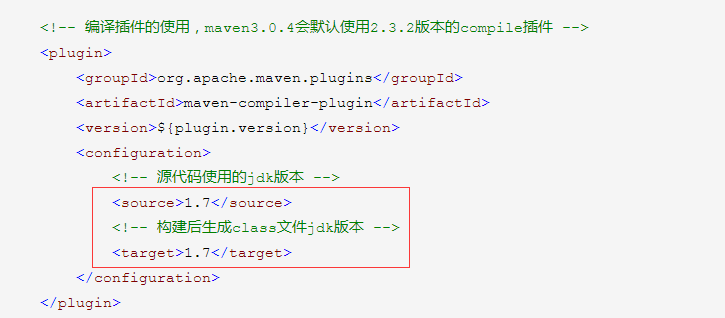 <!-- 编译插件的使用，maven3.0.4会默认使用2.3.2版本的compile插件 -->
<plugin>
<groupId>org.apache.maven.plugins</groupId>
<artifactId>maven-compiler-plugin</artifactId>
<version>${plugin.version}</version>
<configuration>
<!-- 源代码使用的jdk版本 -->
<source>1.7</source>
<!-- 构建后生成class文件jdk版本 -->
<target>1.7</target>
</configuration>
</plugin>